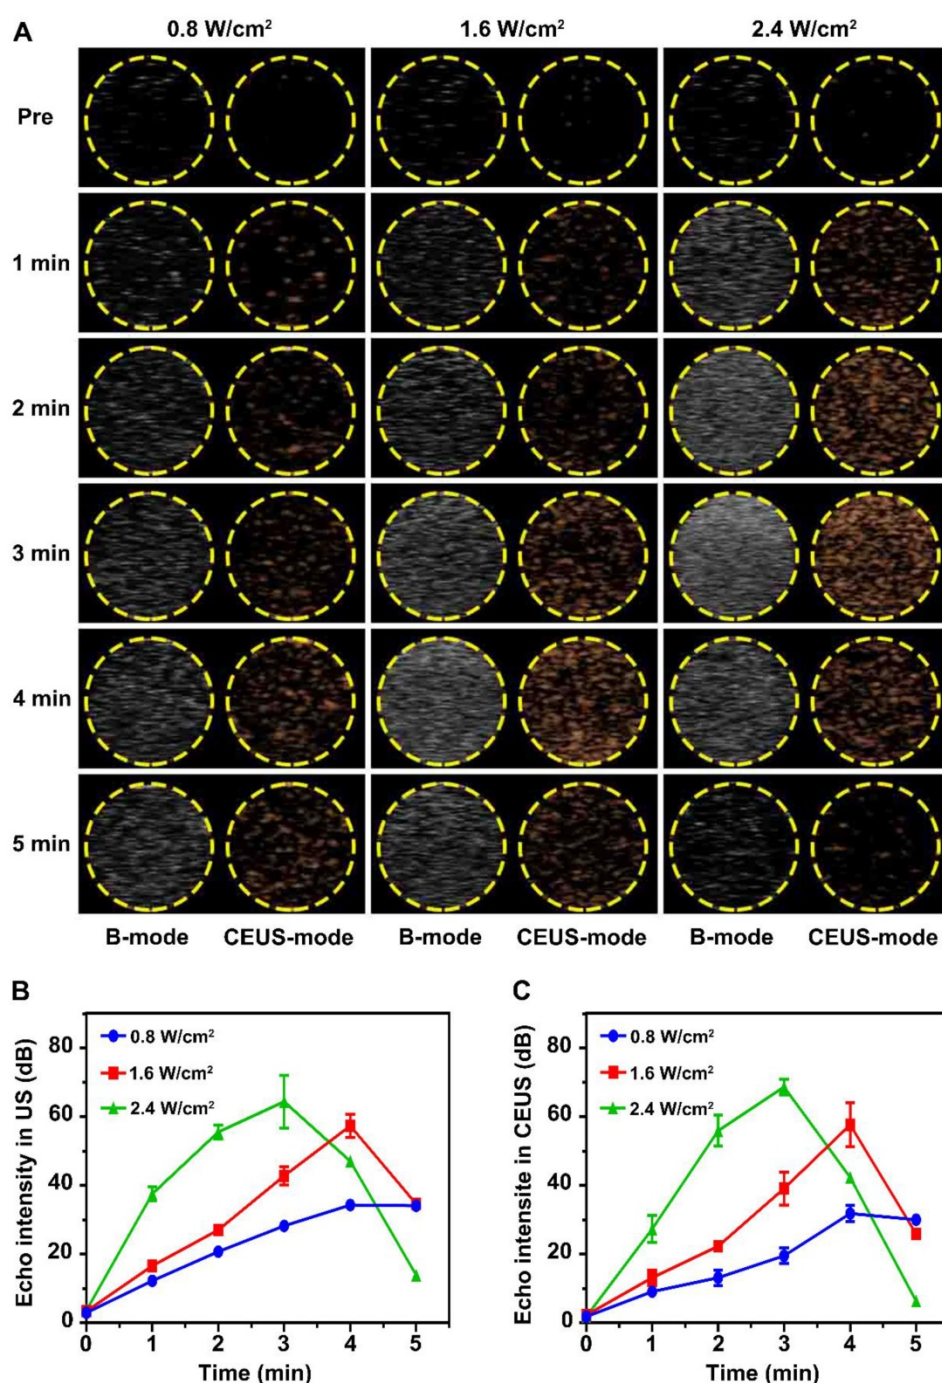 A
0.8 W/cm² 1.6 W/cm² 2.4 W/cm²
Pre
1 min
2 min
3 min
4 min
5 min
B-mode CEUS-mode B-mode CEUS-mode B-mode CEUS-mode
B
Echo intensity in US (dB)
80
60
40
20
0
0.8 W/cm²
1.6 W/cm²
2.4 W/cm²
0 1 2 3 4 5
Time (min)
C
Echo intensite in CEUS (dB)
80
60
40
20
0
0.8 W/cm²
1.6 W/cm²
2.4 W/cm²
0 1 2 3 4 5
Time (min)